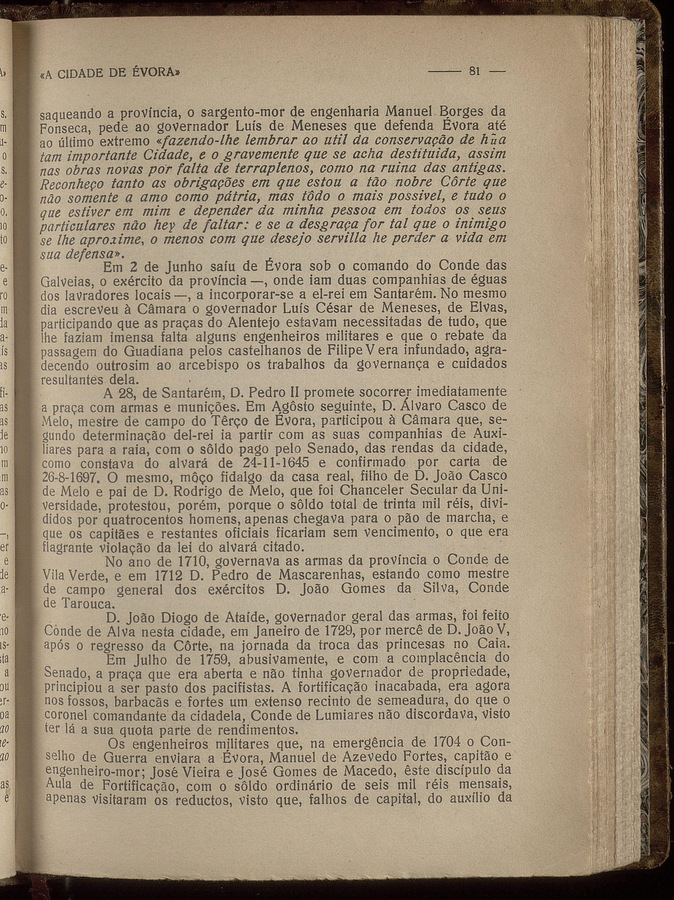 «A CIDADE DE ÉVORA» —— 81 —
saqueando a província, o sargento-mor de engenharia Manuel Borges da
Fonseca, pede ao governador Luís de Meneses que defenda Évora até
ao último extremo «fazendo-lhe lembrar ao util da conservação de hũa
tam importante Cidade, e o gravemente que se acha destituida, assim
nas obras novas por falta de terraplenos, como na ruina das antigas.
Reconheço tanto as obrigações em que estou a tão nobre Côrte que
não somente a amo como pátria, mas tôdo o mais possivel, e tudo o
que estiver em mim e depender da minha pessoa em todos os seus
particulares não hey de faltar: e se a desgraça for tal que o inimigo
se lhe aproxime, o menos com que desejo servilla he perder a vida em
sua defensa».
Em 2 de Junho saíu de Évora sob o comando do Conde das
Galveias, o exército da província —, onde iam duas companhias de éguas
dos lavradores locais —, a incorporar-se a el-rei em Santarém. No mesmo
dia escreveu à Câmara o governador Luís César de Meneses, de Elvas,
participando que as praças do Alentejo estavam necessitadas de tudo, que
lhe faziam imensa falta alguns engenheiros militares e que o rebate da
passagem do Guadiana pelos castelhanos de Filipe V era infundado, agra-
decendo outrosim ao arcebispo os trabalhos da governança e cuidados
resultantes dela.
A 28, de Santarém, D. Pedro II promete socorrer imediatamente
a praça com armas e munições. Em Agôsto seguinte, D. Álvaro Casco de
Melo, mestre de campo do Têrço de Évora, participou à Câmara que, se-
gundo determinação del-rei ia partir com as suas companhias de Auxi-
liares para a raía, com o sôldo pago pelo Senado, das rendas da cidade,
como constava do alvará de 24-11-1645 e confirmado por carta de
26-8-1697. O mesmo, môço fidalgo da casa real, filho de D. João Casco
de Melo e pai de D. Rodrigo de Melo, que foi Chanceler Secular da Uni-
versidade, protestou, porém, porque o sôldo total de trinta mil réis, divi-
didos por quatrocentos homens, apenas chegava para o pão de marcha, e
que os capitães e restantes oficiais ficariam sem vencimento, o que era
flagrante violação da lei do alvará citado.
No ano de 1710, governava as armas da província o Conde de
Vila Verde, e em 1712 D. Pedro de Mascarenhas, estando como mestre
de campo general dos exércitos D. João Gomes da Silva, Conde
de Tarouca.
D. João Diogo de Ataíde, governador geral das armas, foi feito
Conde de Alva nesta cidade, em Janeiro de 1729, por mercê de D. João V,
após o regresso da Côrte, na jornada da troca das princesas no Caia.
Em Julho de 1759, abusivamente, e com a complacência do
Senado, a praça que era aberta e não tinha governador de propriedade,
principiou a ser pasto dos pacifistas. A fortificação inacabada, era agora
nos fossos, barbacãs e fortes um extenso recinto de semeadura, do que o
coronel comandante da cidadela, Conde de Lumiares não discordava, visto
ter lá a sua quota parte de rendimentos.
Os engenheiros militares que, na emergência de 1704 o Con-
selho de Guerra enviara a Évora, Manuel de Azevedo Fortes, capitão e
engenheiro-mor; José Vieira e José Gomes de Macedo, êste discípulo da
Aula de Fortificação, com o sôldo ordinário de seis mil réis mensais,
apenas visitaram os reductos, visto que, falhos de capital, do auxílio da